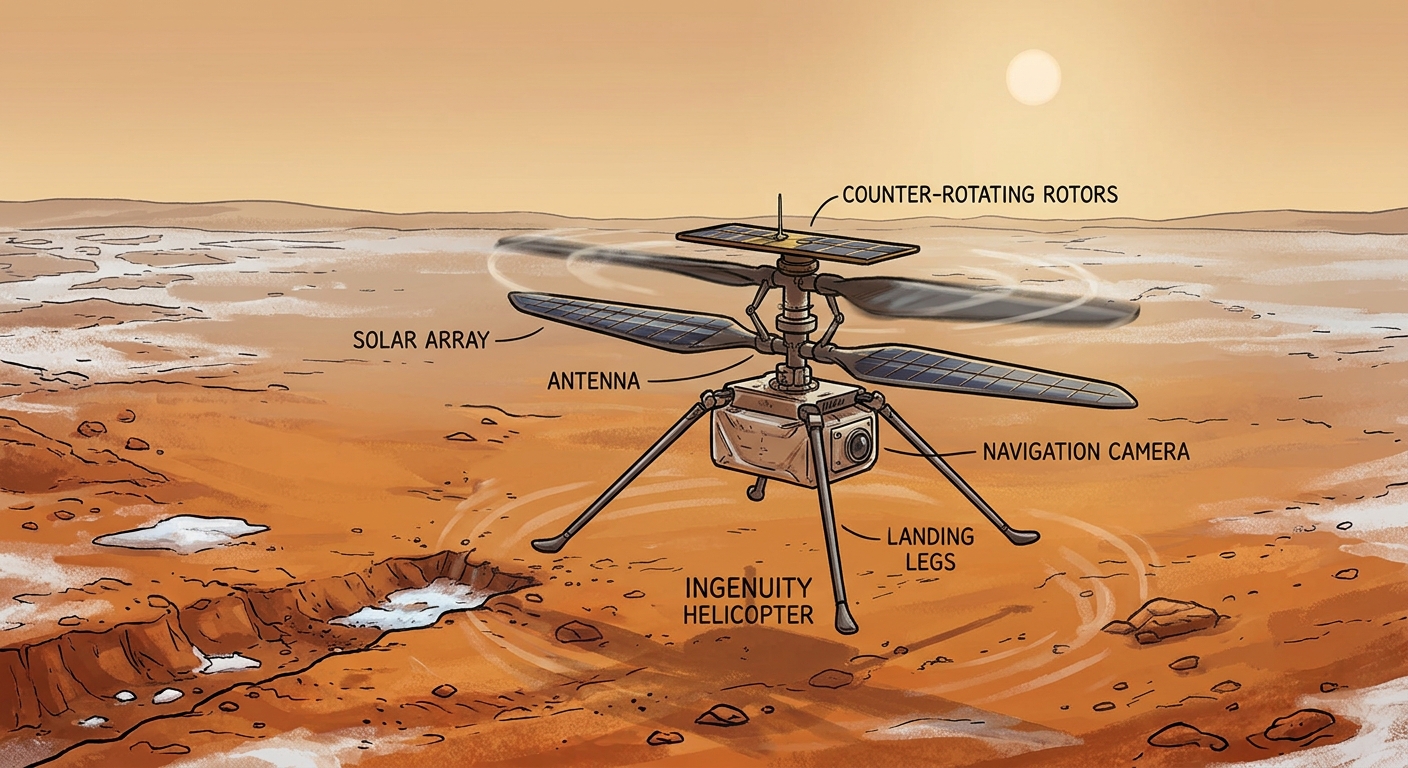 COUNTER-ROTATING ROTORS
SOLAR ARRAY
ANTENNA
NAVIGATION CAMERA
LANDING
LEGS
INGENUITY
HELICOPTER